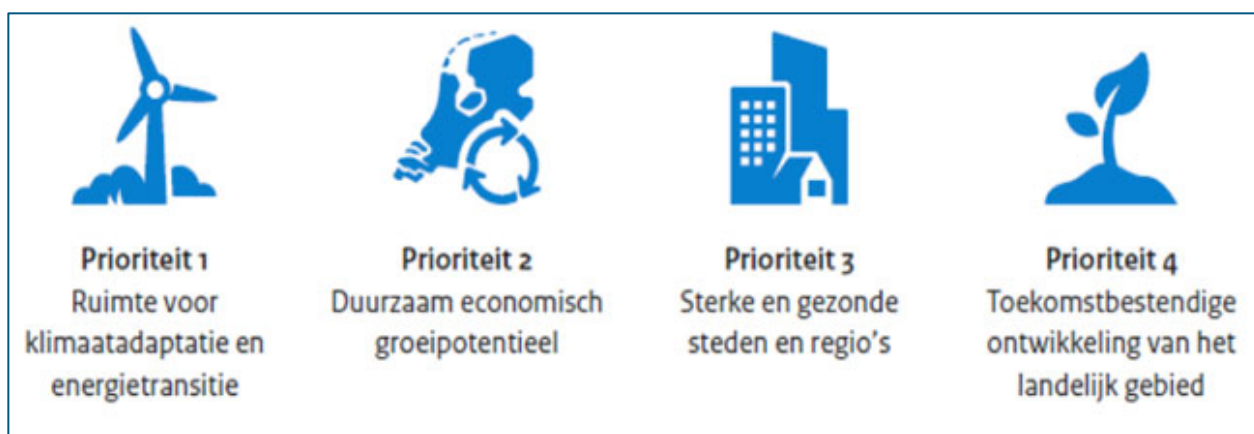 Prioriteit 1
Ruimte voor
klimaatadaptatie en
energietransitie
Prioriteit 2
Duurzaam economisch
groeipotentieel
Prioriteit 3
Sterke en gezonde
steden en regio's
Prioriteit 4
Toekomstbestendige
ontwikkeling van het
landelijk gebied